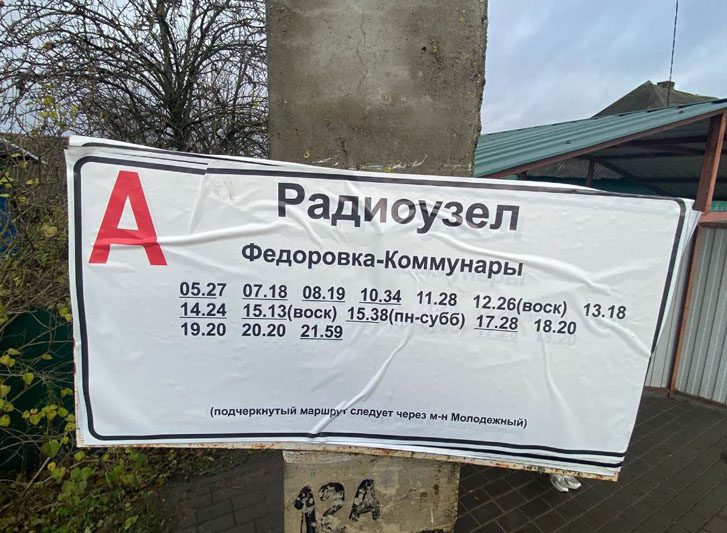 А
Радиоузел
Федоровка-Коммунары
05.27 07.18 08.19 10.34 11.28 12.26(воск) 13.18
14.24 15.13(воск) 15.38(пн-субб) 17.28 18.20
19.20 20.20 21.59
(подчеркнутый маршрут следует через м-н Молодежный)
12А